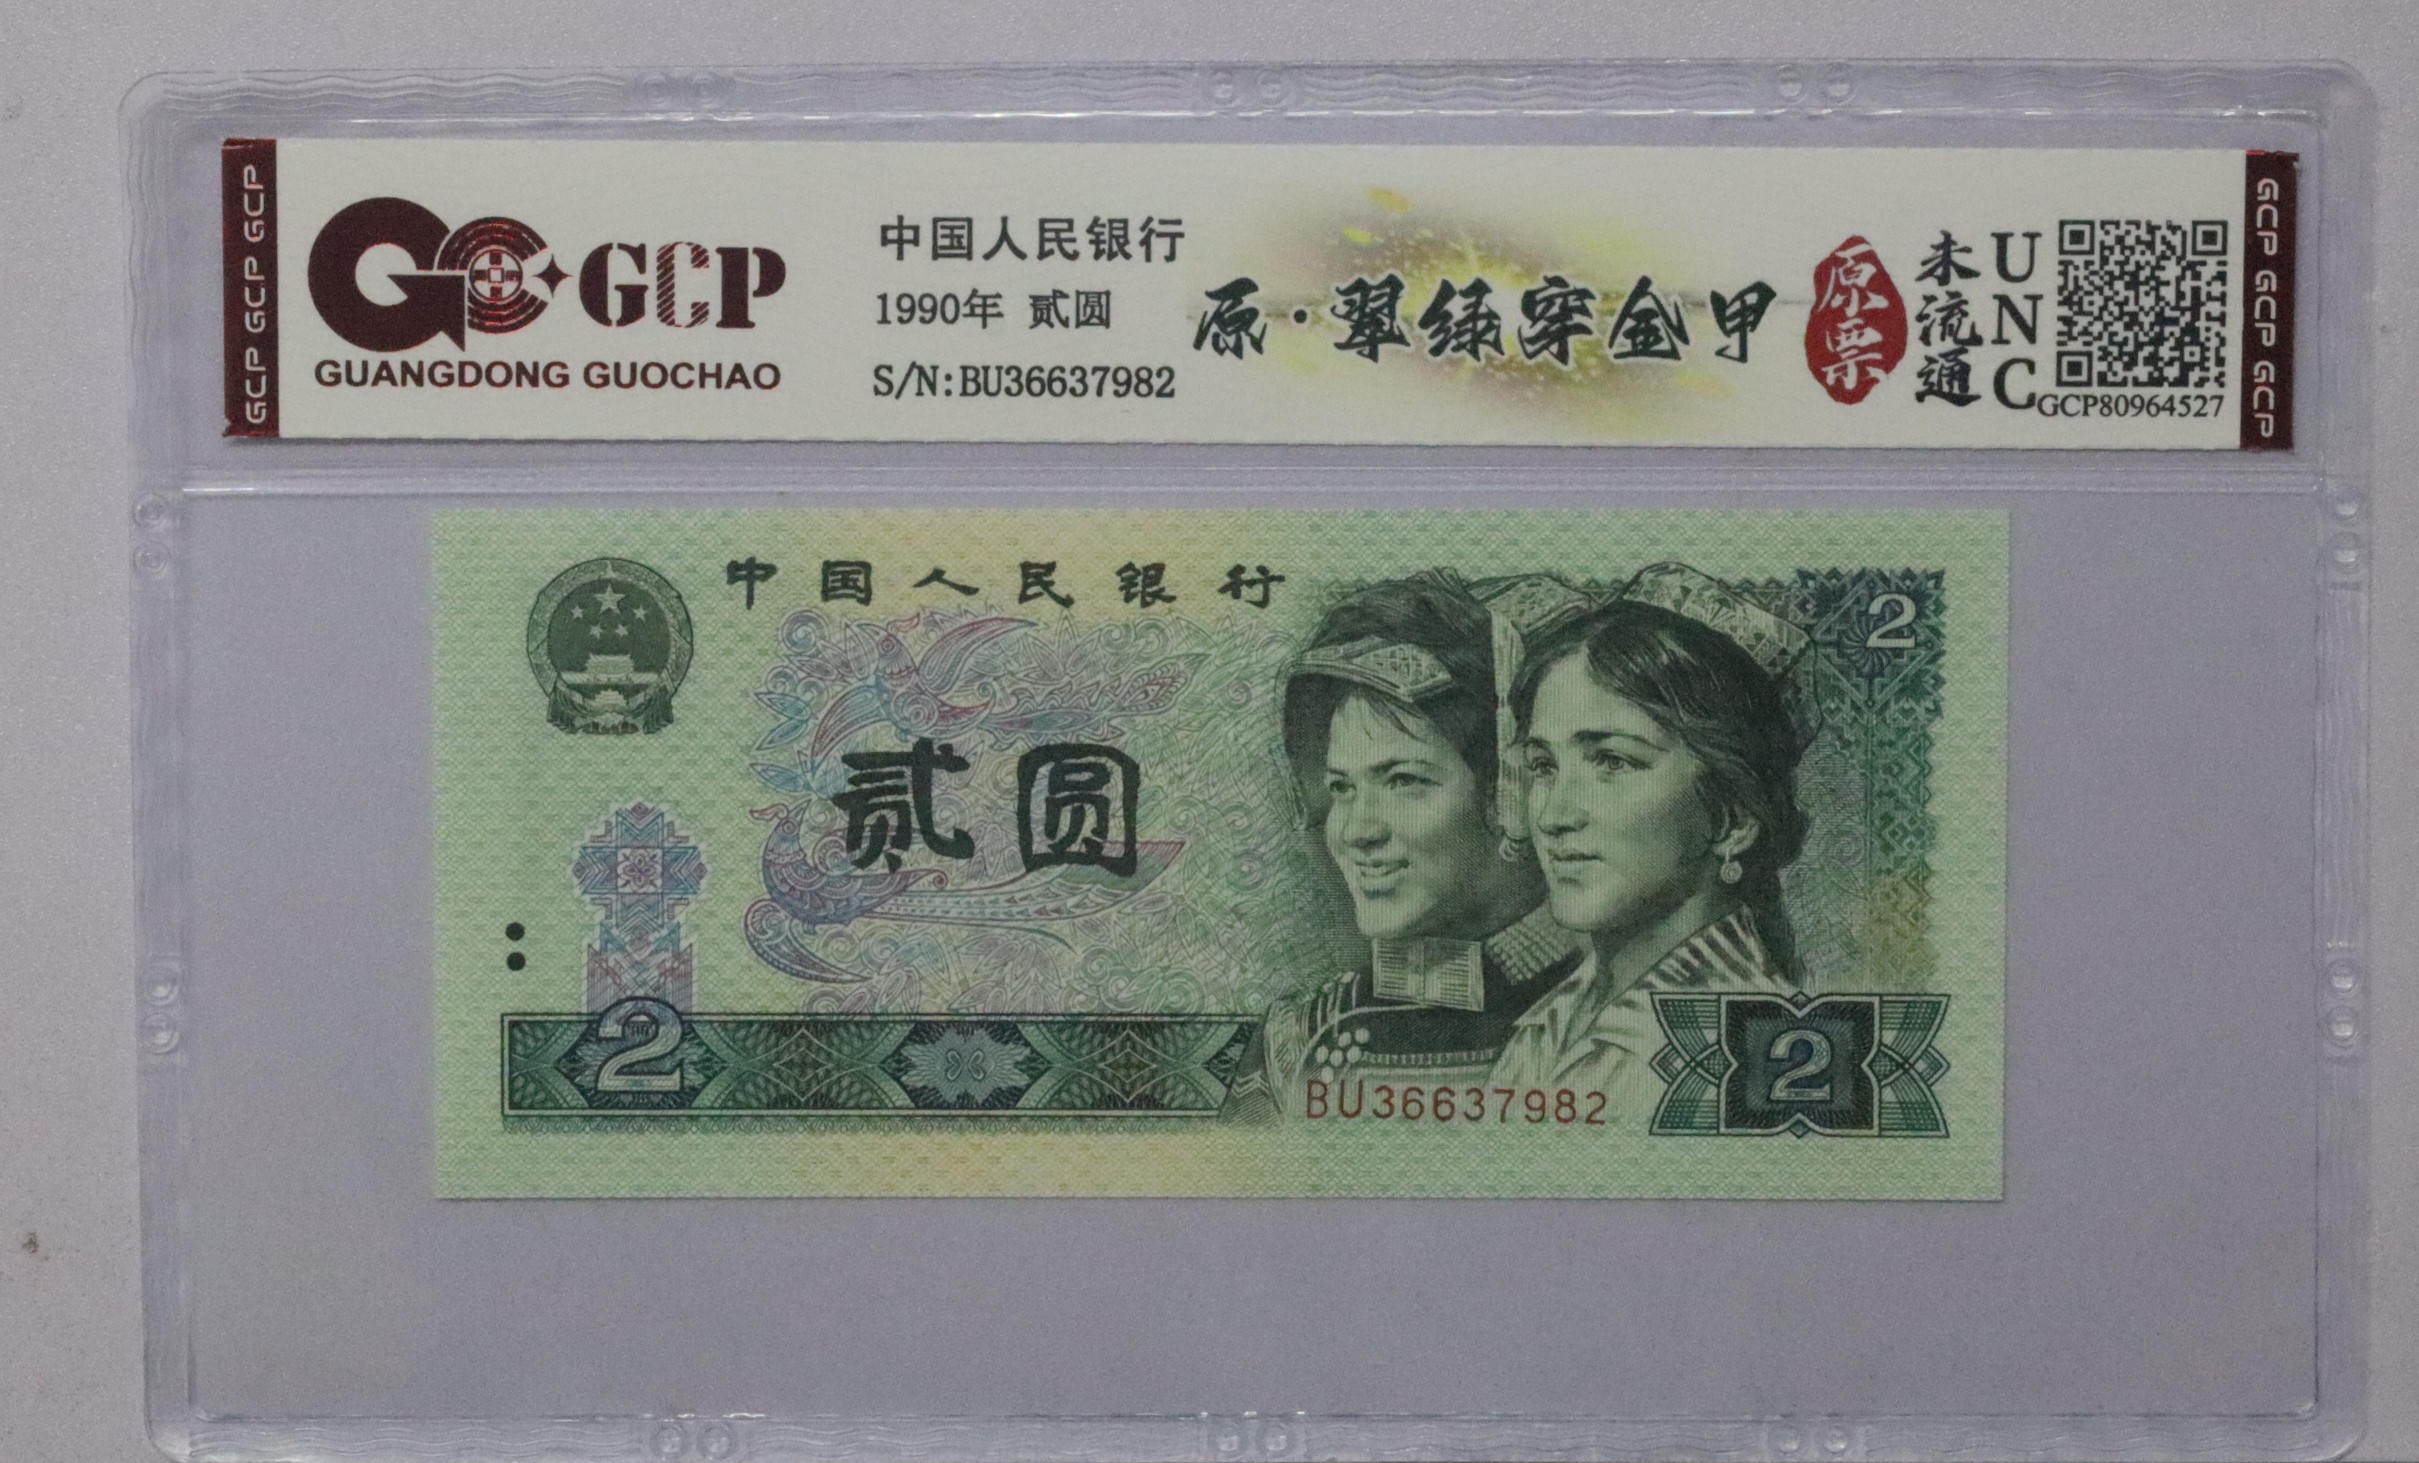 GCP GCP GCP
GCP
GUANGDONG GUOCHAO
中国人民银行
1990年 贰圆
S/N:BU36637982
原·翠绿穿金甲
原票
未流通
UNC
GCP80964527
GCP GCP GCP
中国人民银行
2
贰圆
2
2
BU36637982